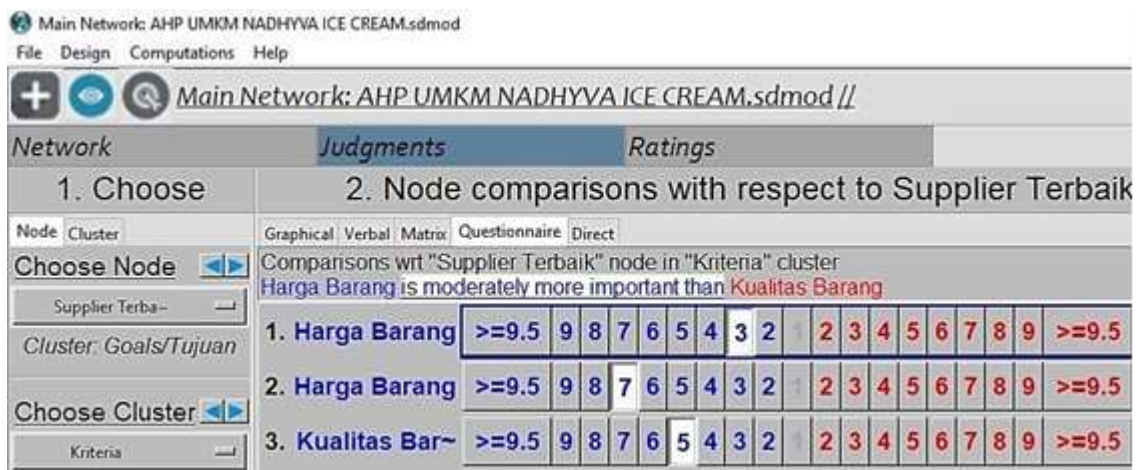 Main Network: AHP UMKM NADHYVA ICE CREAM.sdmod
File Design Computations Help
Main Network: AHP UMKM NADHYVA ICE CREAM.sdmod //
Network Judgments Ratings
1. Choose 2. Node comparisons with respect to Supplier Terbaik
Node Cluster Graphical Verbal Matrix Questionnaire Direct
Choose Node Comparisons wrt "Supplier Terbaik" node in "Kriteria" cluster
Harga Barang is moderately more important than Kualitas Barang
Supplier Terba~
1. Harga Barang >=9.5 9 8 7 6 5 4 3 2 1 2 3 4 5 6 7 8 9 >=9.5
Cluster: Goals/Tujuan
2. Harga Barang >=9.5 9 8 7 6 5 4 3 2 1 2 3 4 5 6 7 8 9 >=9.5
Choose Cluster
3. Kualitas Bar~ >=9.5 9 8 7 6 5 4 3 2 1 2 3 4 5 6 7 8 9 >=9.5
Kriteria